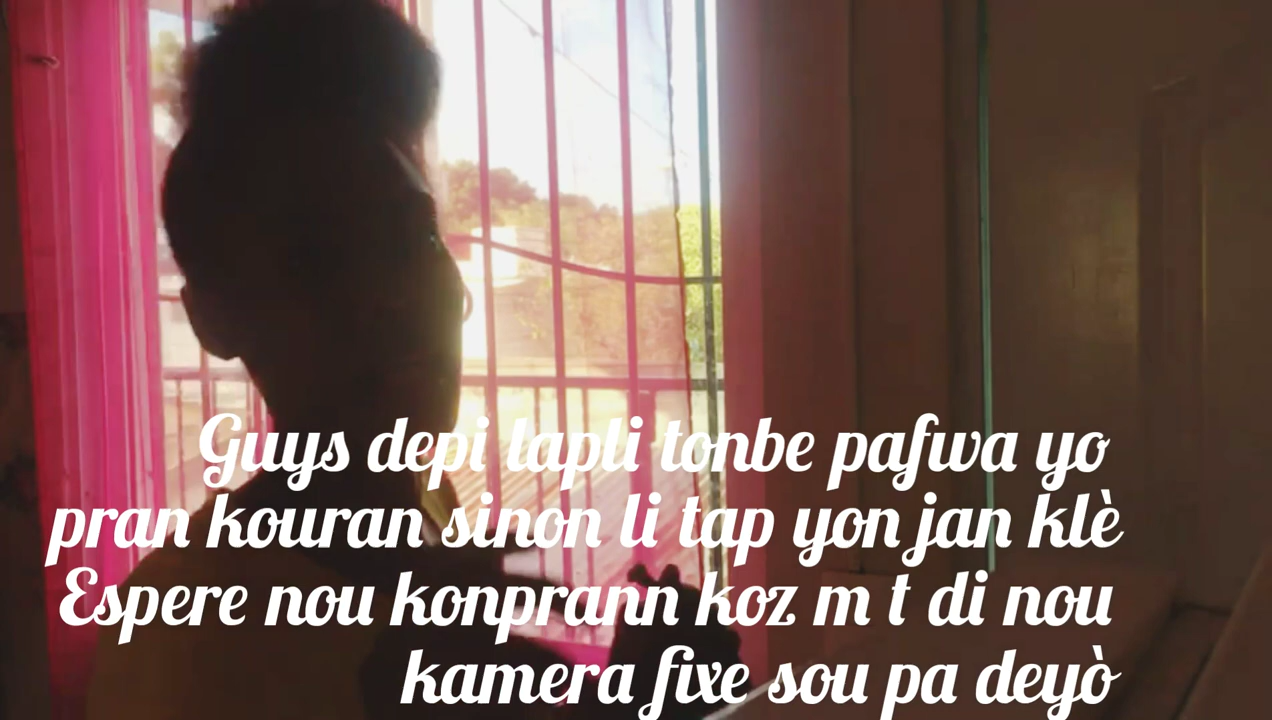 Guys depi lapli tonbe pafwa yo
pran kouran sinon li tap yon jan klè
Espere nou konprann koz m t di nou
kamera fixe sou pa deyò